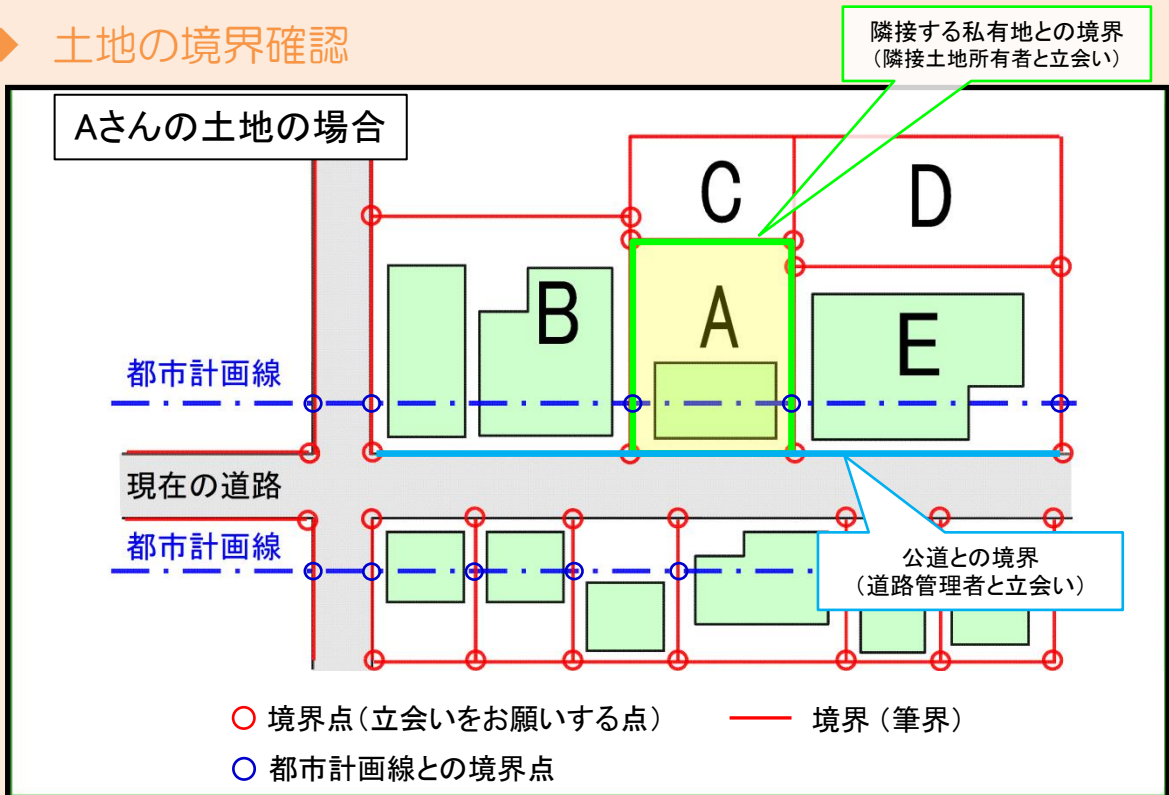 土地の境界確認
隣接する私有地との境界
（隣接土地所有者と立会い）
Aさんの土地の場合
C
D
B
A
E
都市計画線
現在の道路
都市計画線
公道との境界
（道路管理者と立会い）
境界点（立会いをお願いする点）
境界（筆界）
都市計画線との境界点